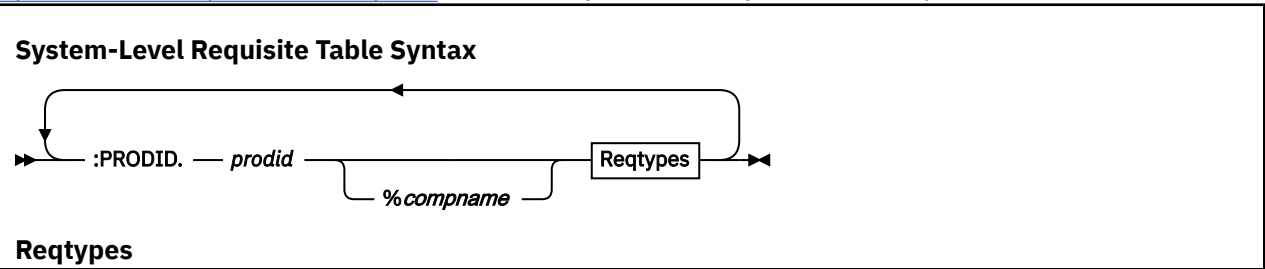 System-Level Requisite Table Syntax
:PRODID. prodid Reqtypes
%compname
Reqtypes